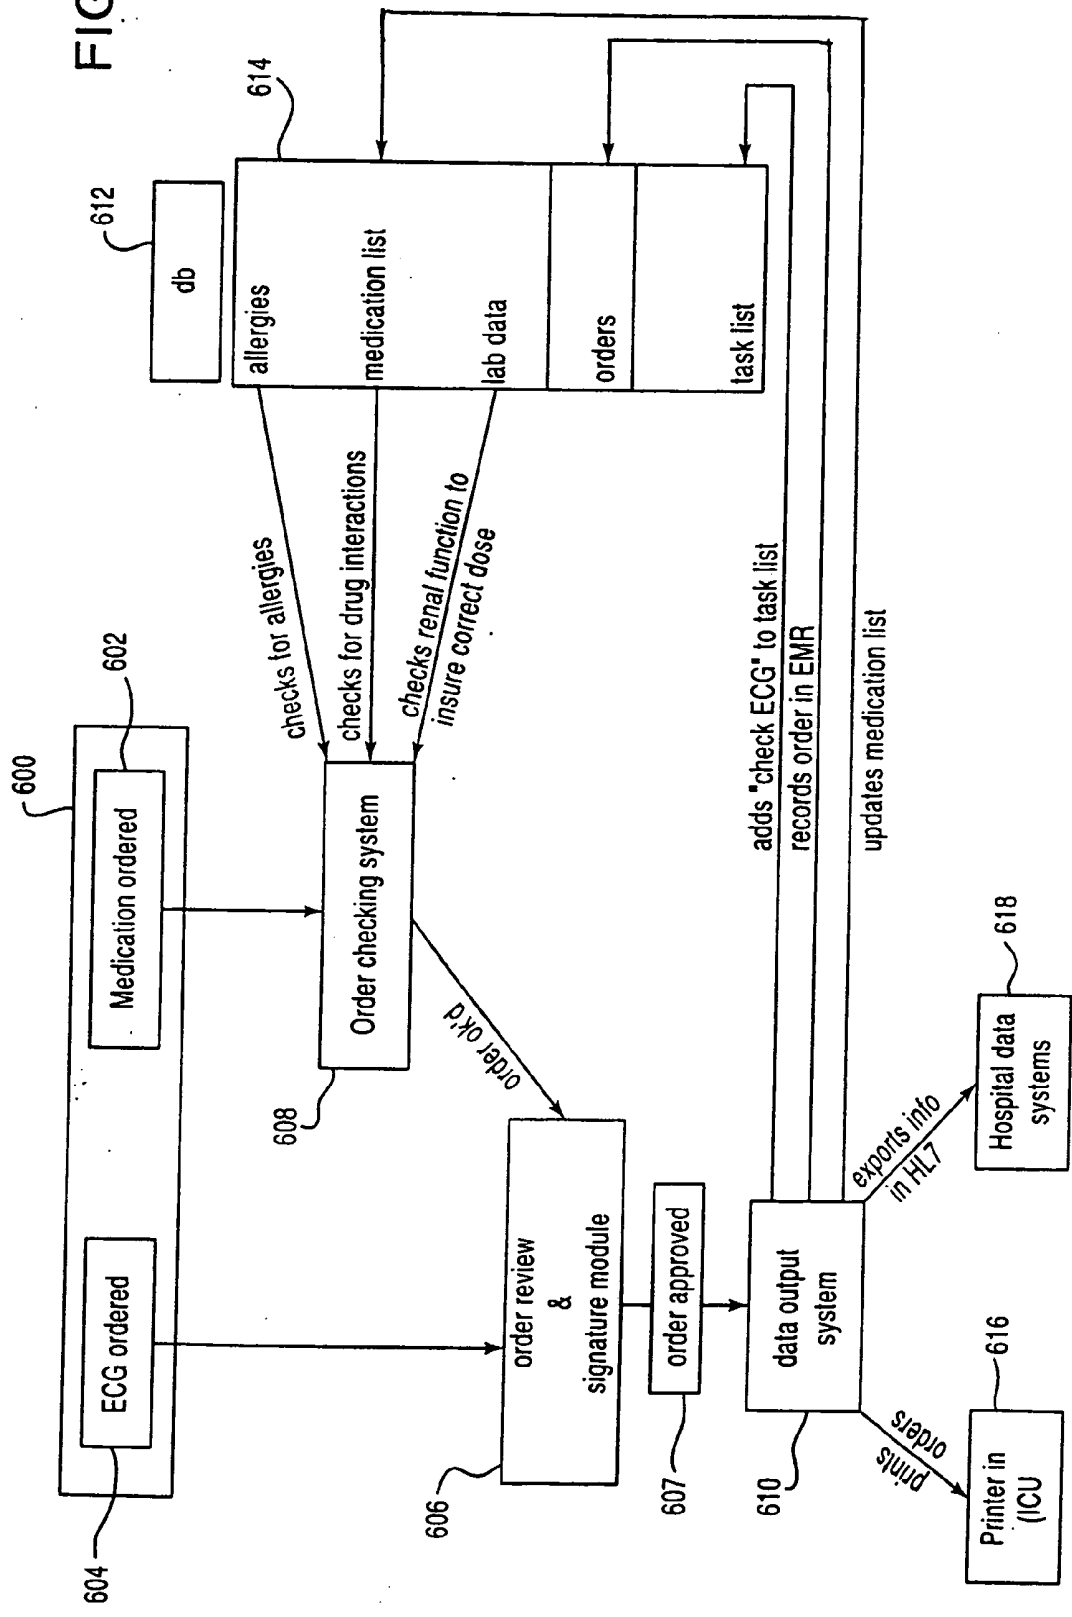 FIG
600
602
Medication ordered
ECG ordered
604
612
db
614
allergies
medication list
lab data
orders
task list
checks for allergies
checks for drug interactions
checks renal function to
insure correct dose
Order checking system
608
order ok'd
order review
&
signature module
606
order approved
607
data output
system
610
adds "check ECG" to task list
records order in EMR
updates medication list
exports info
in HL7
Hospital data
systems
618
prints
orders
Printer in
(ICU
616